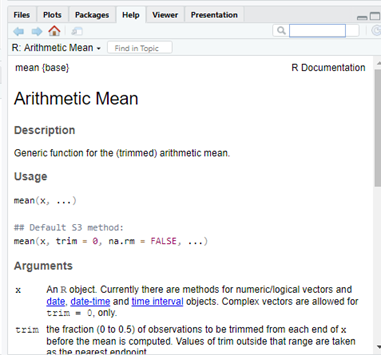 Files Plots Packages Help Viewer Presentation
R: Arithmetic Mean Find in Topic
mean {base} R Documentation
Arithmetic Mean
Description
Generic function for the (trimmed) arithmetic mean.
Usage
mean(x, ...)
## Default S3 method:
mean(x, trim = 0, na.rm = FALSE, ...)
Arguments
x An R object. Currently there are methods for numeric/logical vectors and
date, date-time and time interval objects. Complex vectors are allowed for
trim = 0, only.
trim the fraction (0 to 0.5) of observations to be trimmed from each end of x
before the mean is computed. Values of trim outside that range are taken
as the nearest endpoint.